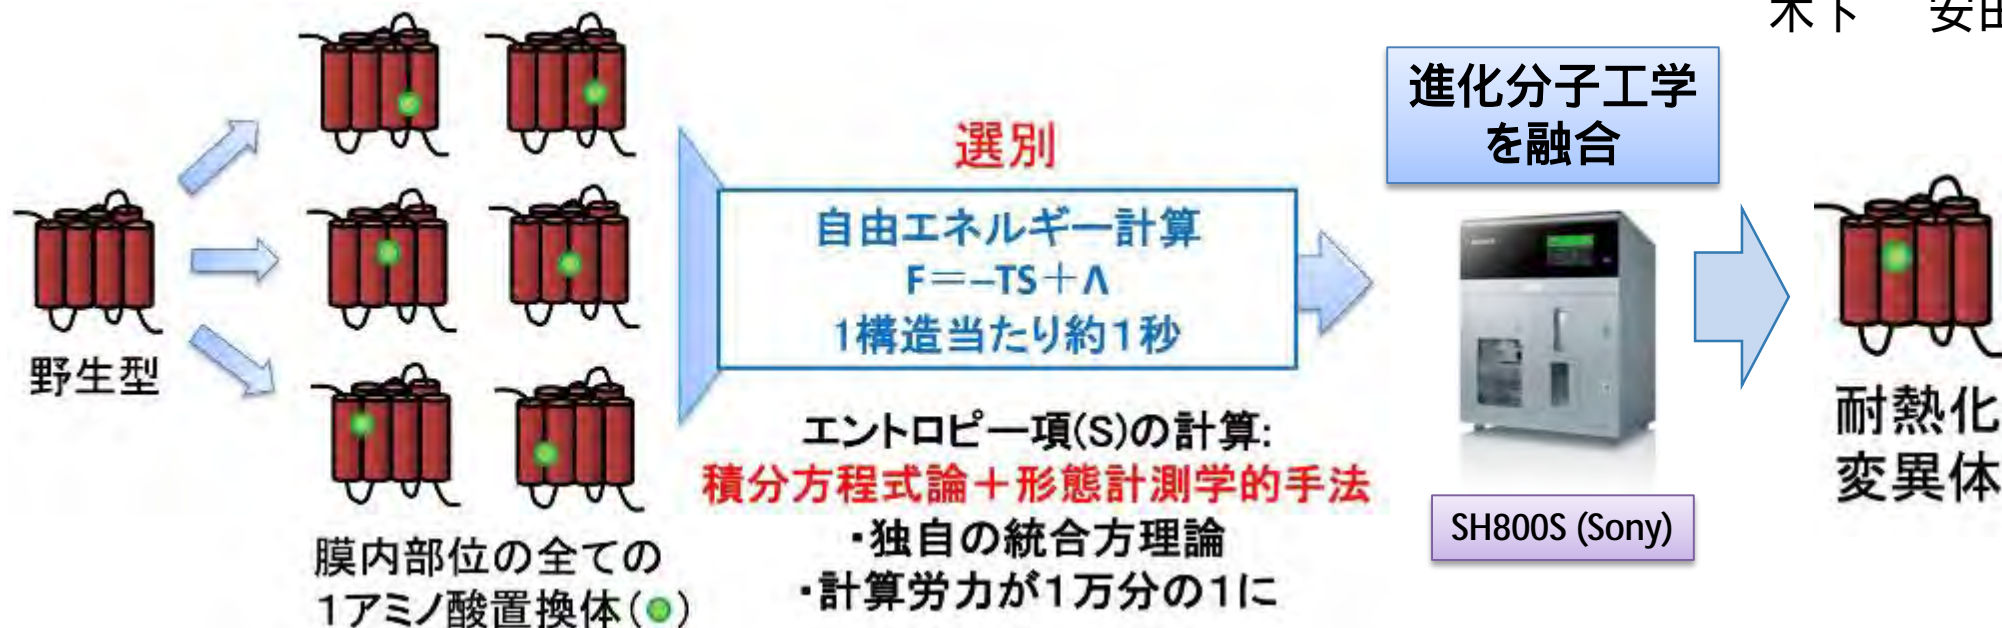 木下 安田
進化分子工学
を融合
選別
自由エネルギー計算
F=–TS+Λ
1構造当たり約1秒
野生型
エントロピー項(S)の計算:
積分方程式論+形態計測学的手法
・独自の統合方理論
・計算労力が1万分の1に
膜内部位の全ての
1アミノ酸置換体(●)
SH800S (Sony)
耐熱化
変異体